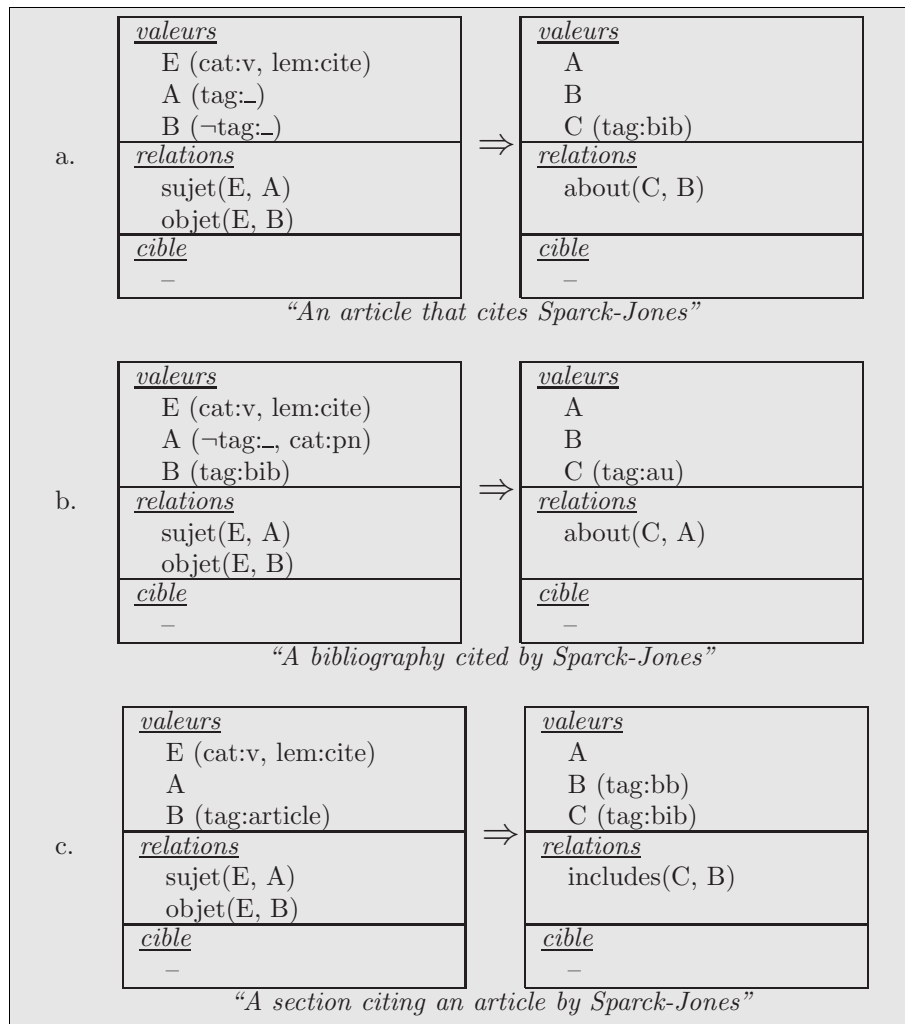 valeurs
E (cat:v, lem:cite)
A (tag:_)
B (¬tag:_)
relations
sujet(E, A)
objet(E, B)
cible
–
a.
⇒
valeurs
A
B
C (tag:bib)
relations
about(C, B)
cible
–
“An article that cites Sparck-Jones”
valeurs
E (cat:v, lem:cite)
A (¬tag:_, cat:pn)
B (tag:bib)
relations
sujet(E, A)
objet(E, B)
cible
–
b.
⇒
valeurs
A
B
C (tag:au)
relations
about(C, A)
cible
–
“A bibliography cited by Sparck-Jones”
valeurs
E (cat:v, lem:cite)
A
B (tag:article)
relations
sujet(E, A)
objet(E, B)
cible
–
c.
⇒
valeurs
A
B (tag:bb)
C (tag:bib)
relations
includes(C, B)
cible
–
“A section citing an article by Sparck-Jones”